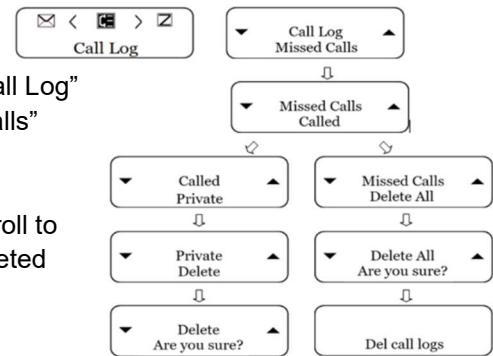 Call Log
Call Log
Missed Calls
all Log”
alls”
Missed Calls
Called
Called
Private
Missed Calls
Delete All
roll to
eted
Private
Delete
Delete All
Are you sure?
Delete
Are you sure?
Del call logs